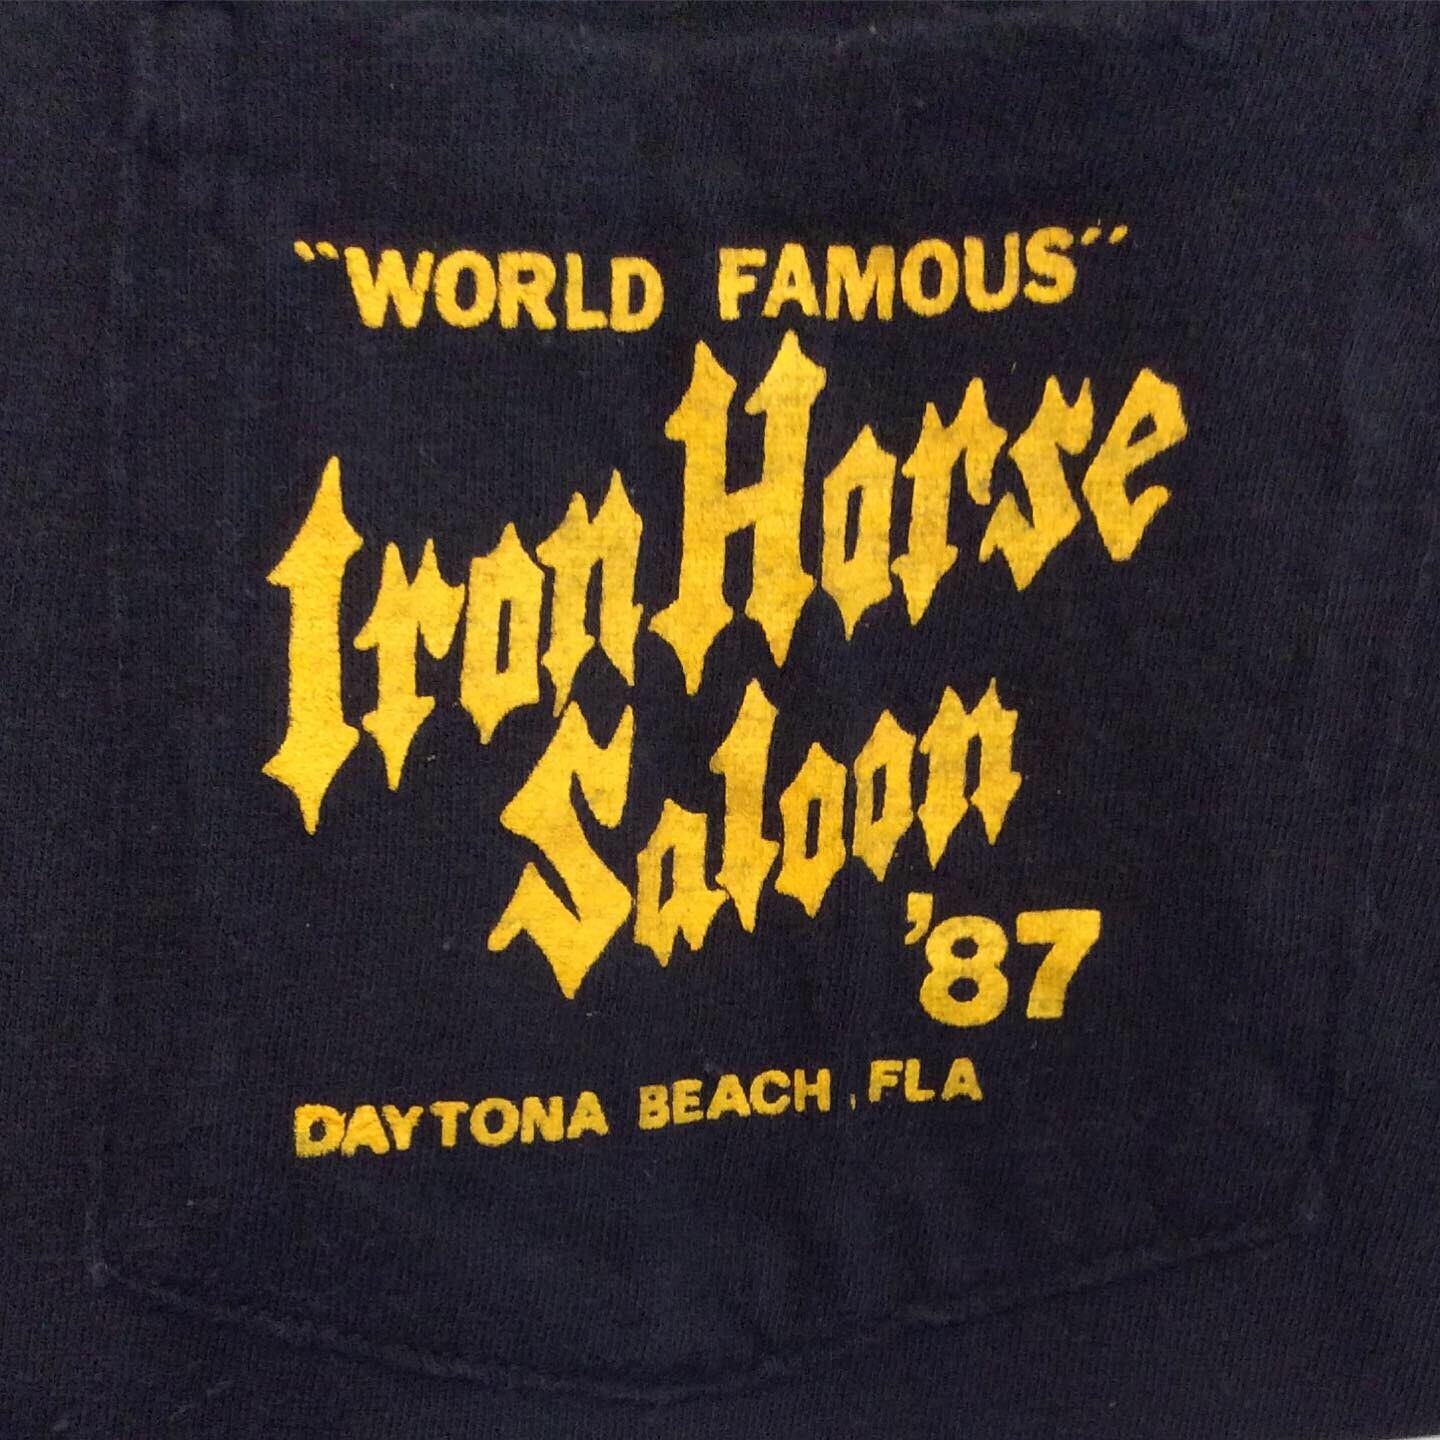 "WORLD FAMOUS"
Iron Horse
Saloon
'87
DAYTONA BEACH, FLA